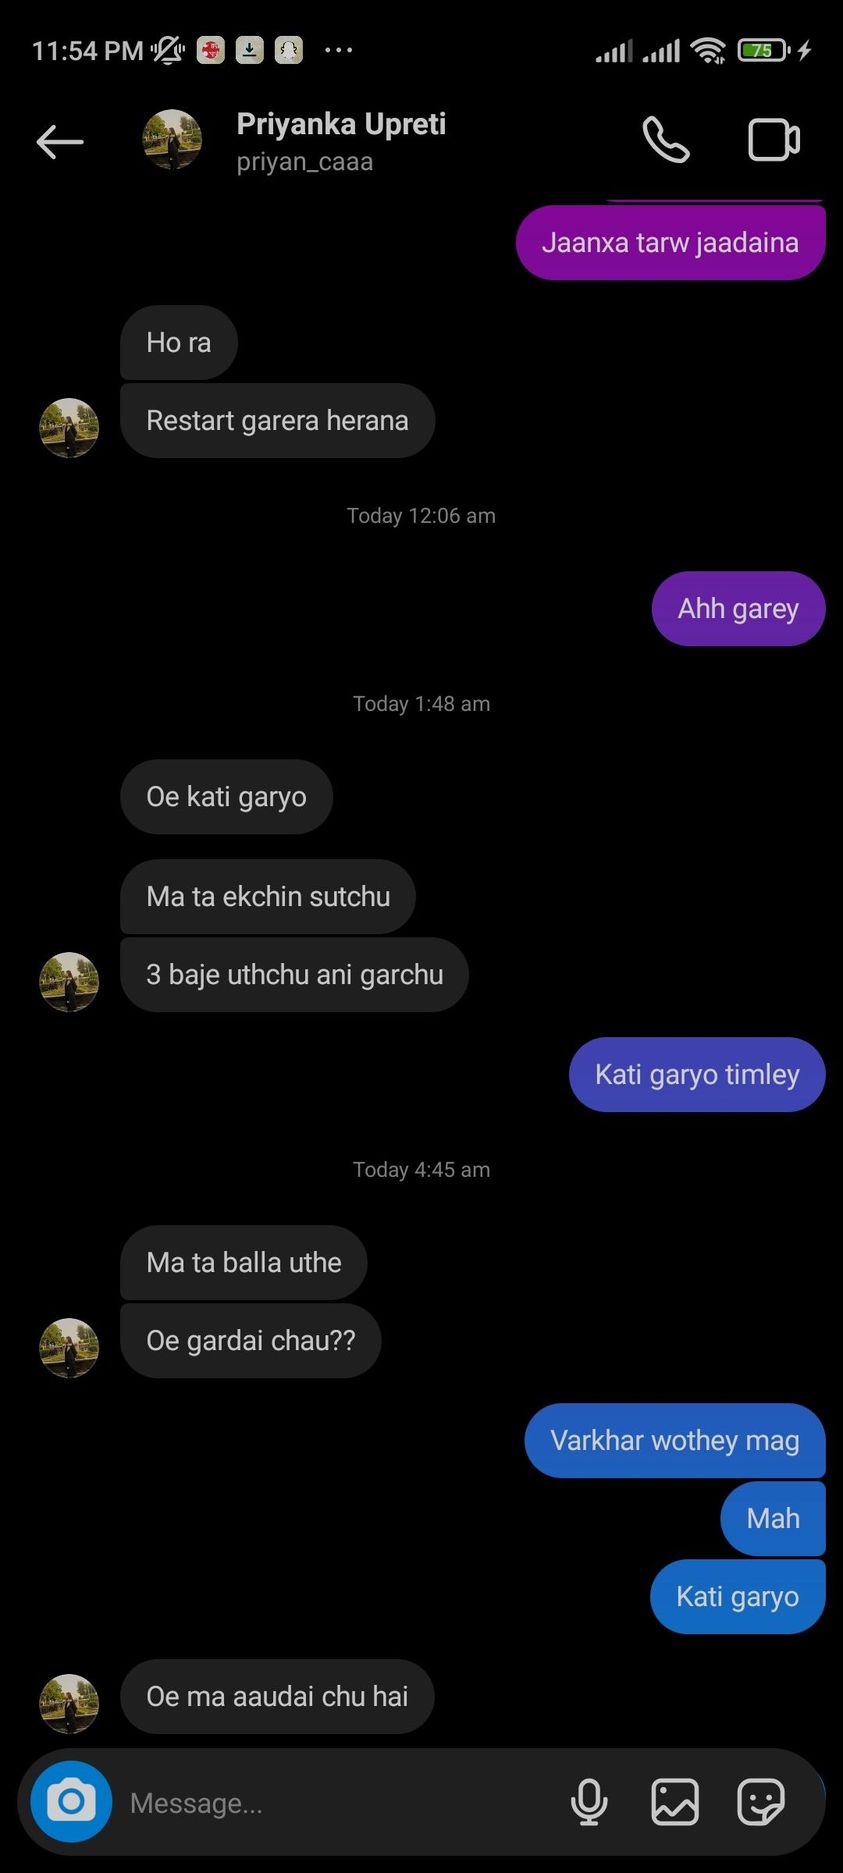 11:54 PM
75
Priyanka Upreti
priyan_caaa
Jaanxa tarw jaadaina
Ho ra
Restart garera herana
Today 12:06 am
Ahh garey
Today 1:48 am
Oe kati garyo
Ma ta ekchin sutchu
3 baje uthchu ani garchu
Kati garyo timley
Today 4:45 am
Ma ta balla uthe
Oe gardai chau??
Varkhar wothey mag
Mah
Kati garyo
Oe ma aaudai chu hai
Message...